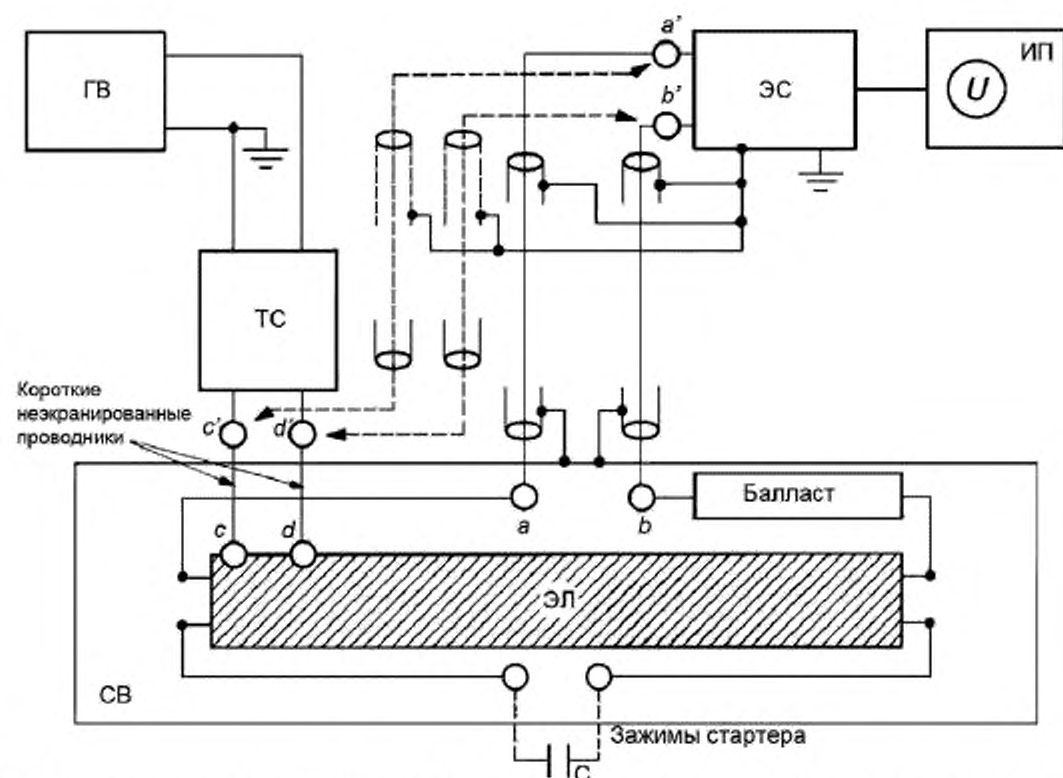 ГВ
a'
b'
ЭС
ИП
U
ТС
Короткие
неэкранированные
проводники
c'
d'
c
d
a
b
Балласт
ЭЛ
СВ
Зажимы стартера
C